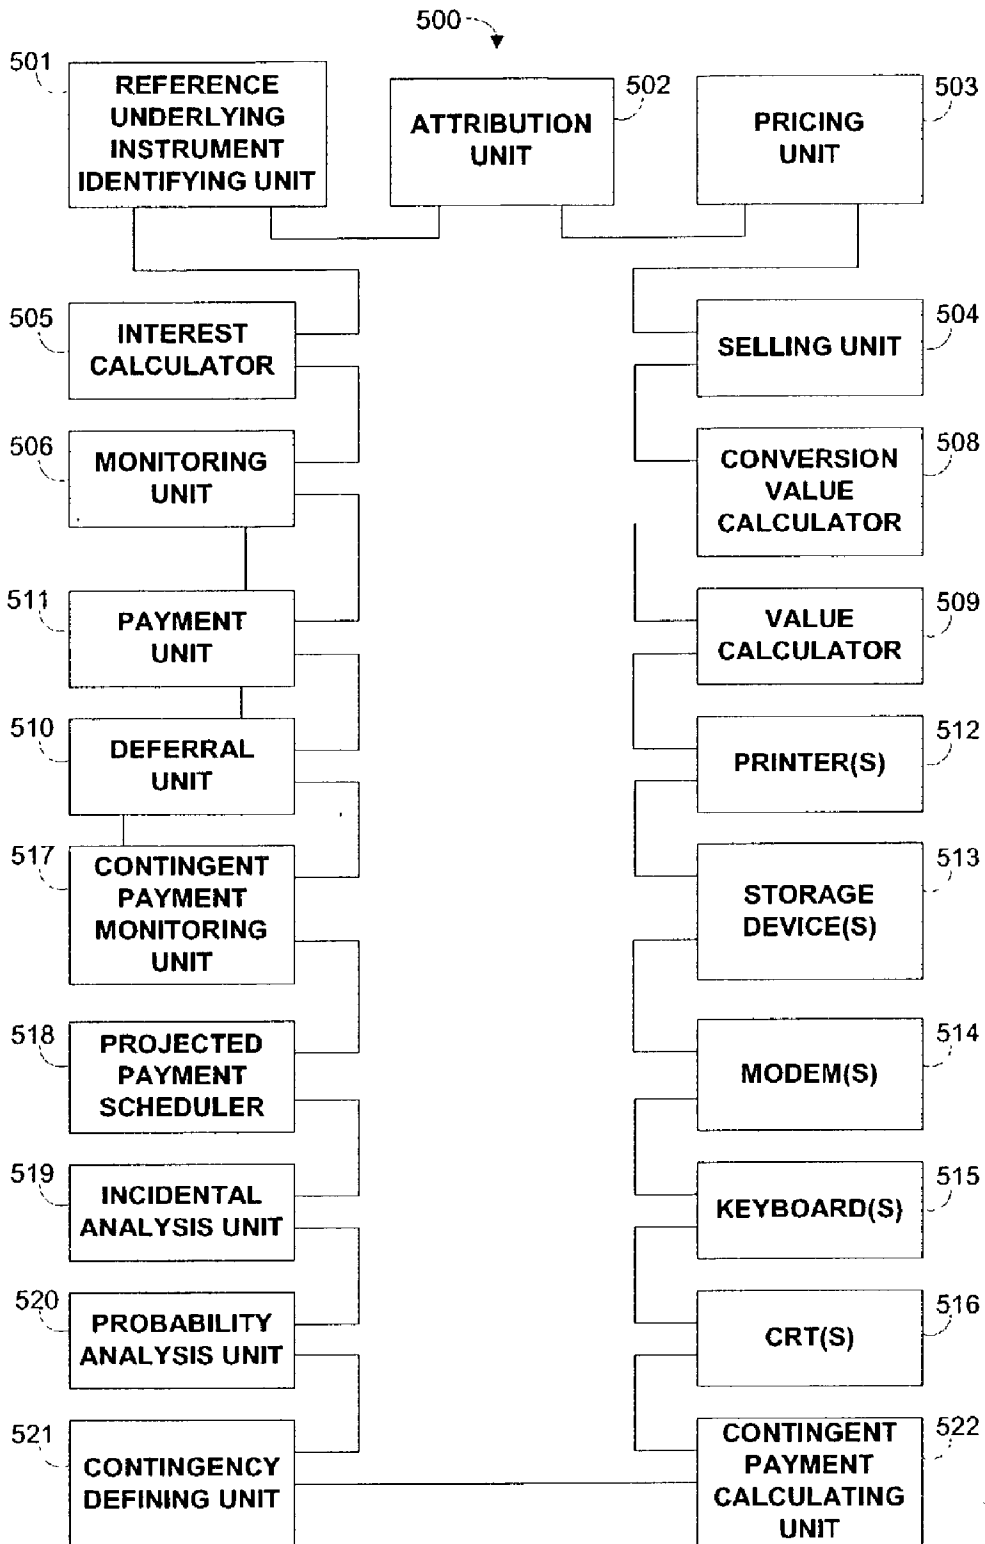 500
501
REFERENCE
UNDERLYING
INSTRUMENT
IDENTIFYING UNIT
502
ATTRIBUTION
UNIT
503
PRICING
UNIT
505
INTEREST
CALCULATOR
504
SELLING UNIT
506
MONITORING
UNIT
508
CONVERSION
VALUE
CALCULATOR
511
PAYMENT
UNIT
509
VALUE
CALCULATOR
510
DEFERRAL
UNIT
512
PRINTER(S)
517
CONTINGENT
PAYMENT
MONITORING
UNIT
513
STORAGE
DEVICE(S)
518
PROJECTED
PAYMENT
SCHEDULER
514
MODEM(S)
519
INCIDENTAL
ANALYSIS UNIT
515
KEYBOARD(S)
520
PROBABILITY
ANALYSIS UNIT
516
CRT(S)
521
CONTINGENCY
DEFINING UNIT
522
CONTINGENT
PAYMENT
CALCULATING
UNIT